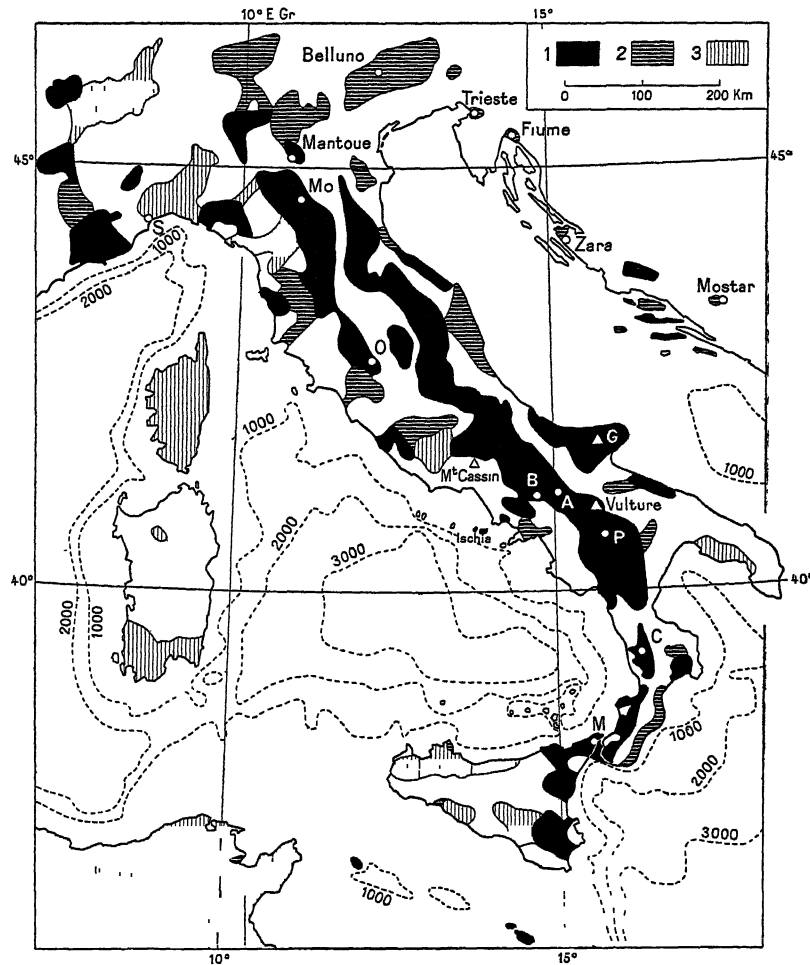 10° E Gr
15°
Belluno
1
2
3
0
100
200 Km
Trieste
Fiume
Mantoue
45°
45°
Mo
S
Zara
1000
2000
Mostar
O
1000
1000
G
Mᵗ Cassin
B
A
Vulture
2000
Ischia
P
3000
40°
40°
2000
1000
C
M
1000
2000
3000
1000
10°
15°